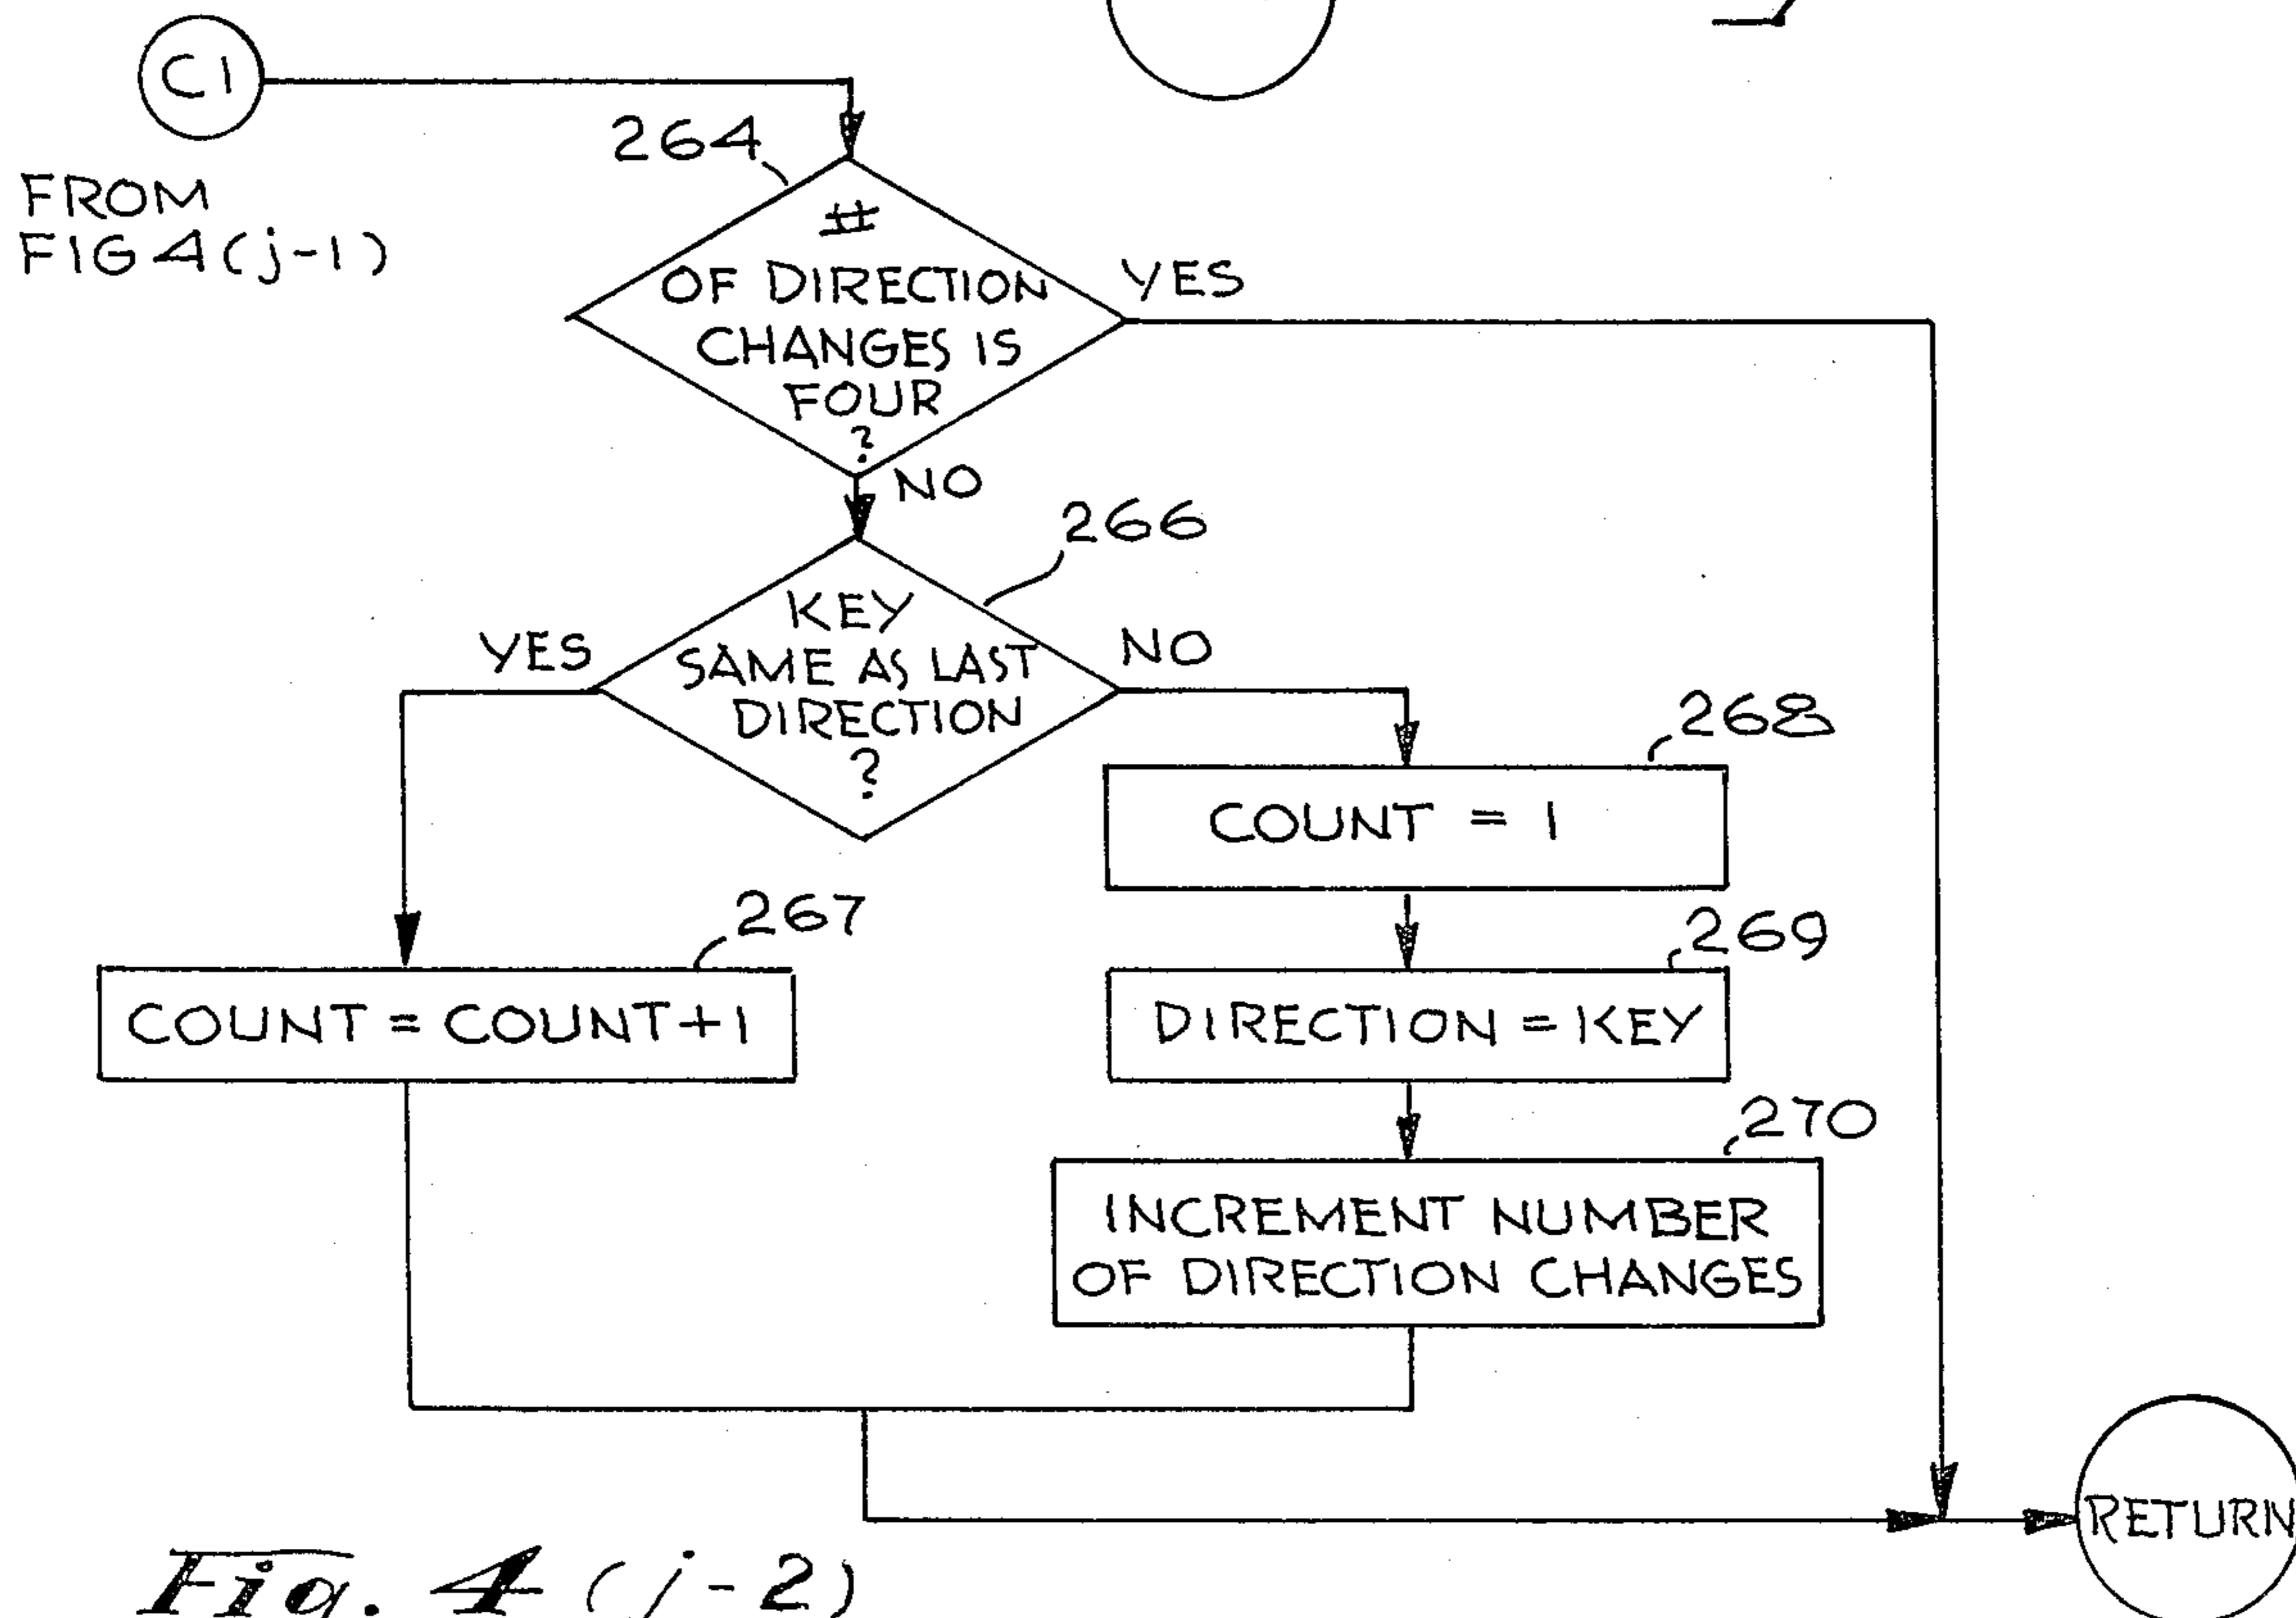 C1
FROM
FIG 4(j-1)
264
#
OF DIRECTION
CHANGES IS
FOUR
?
YES
NO
266
KEY
SAME AS LAST
DIRECTION
?
YES
NO
268
COUNT = 1
267
COUNT = COUNT+1
269
DIRECTION = KEY
270
INCREMENT NUMBER
OF DIRECTION CHANGES
RETURN
Fig. 4 (j-2)